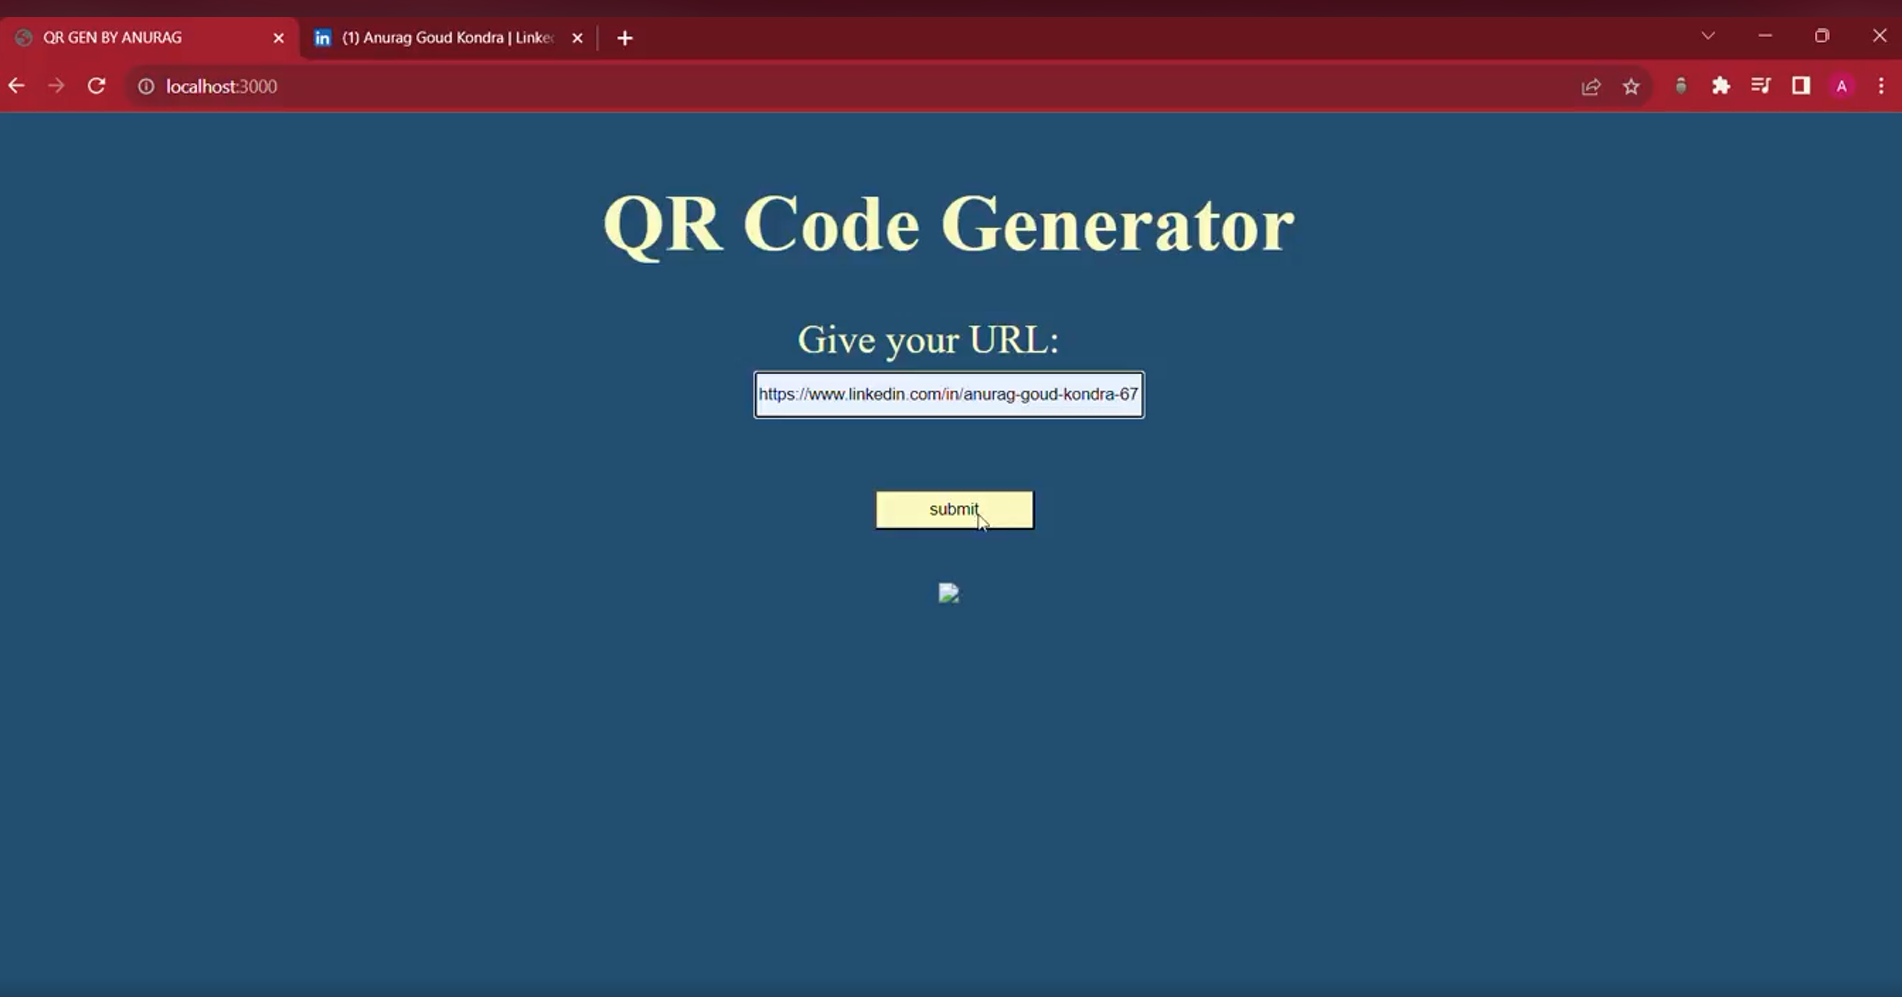 QR GEN BY ANURAG
in (1) Anurag Goud Kondra | Linke
localhost:3000
A
QR Code Generator
Give your URL:
https://www.linkedin.com/in/anurag-goud-kondra-67
submit